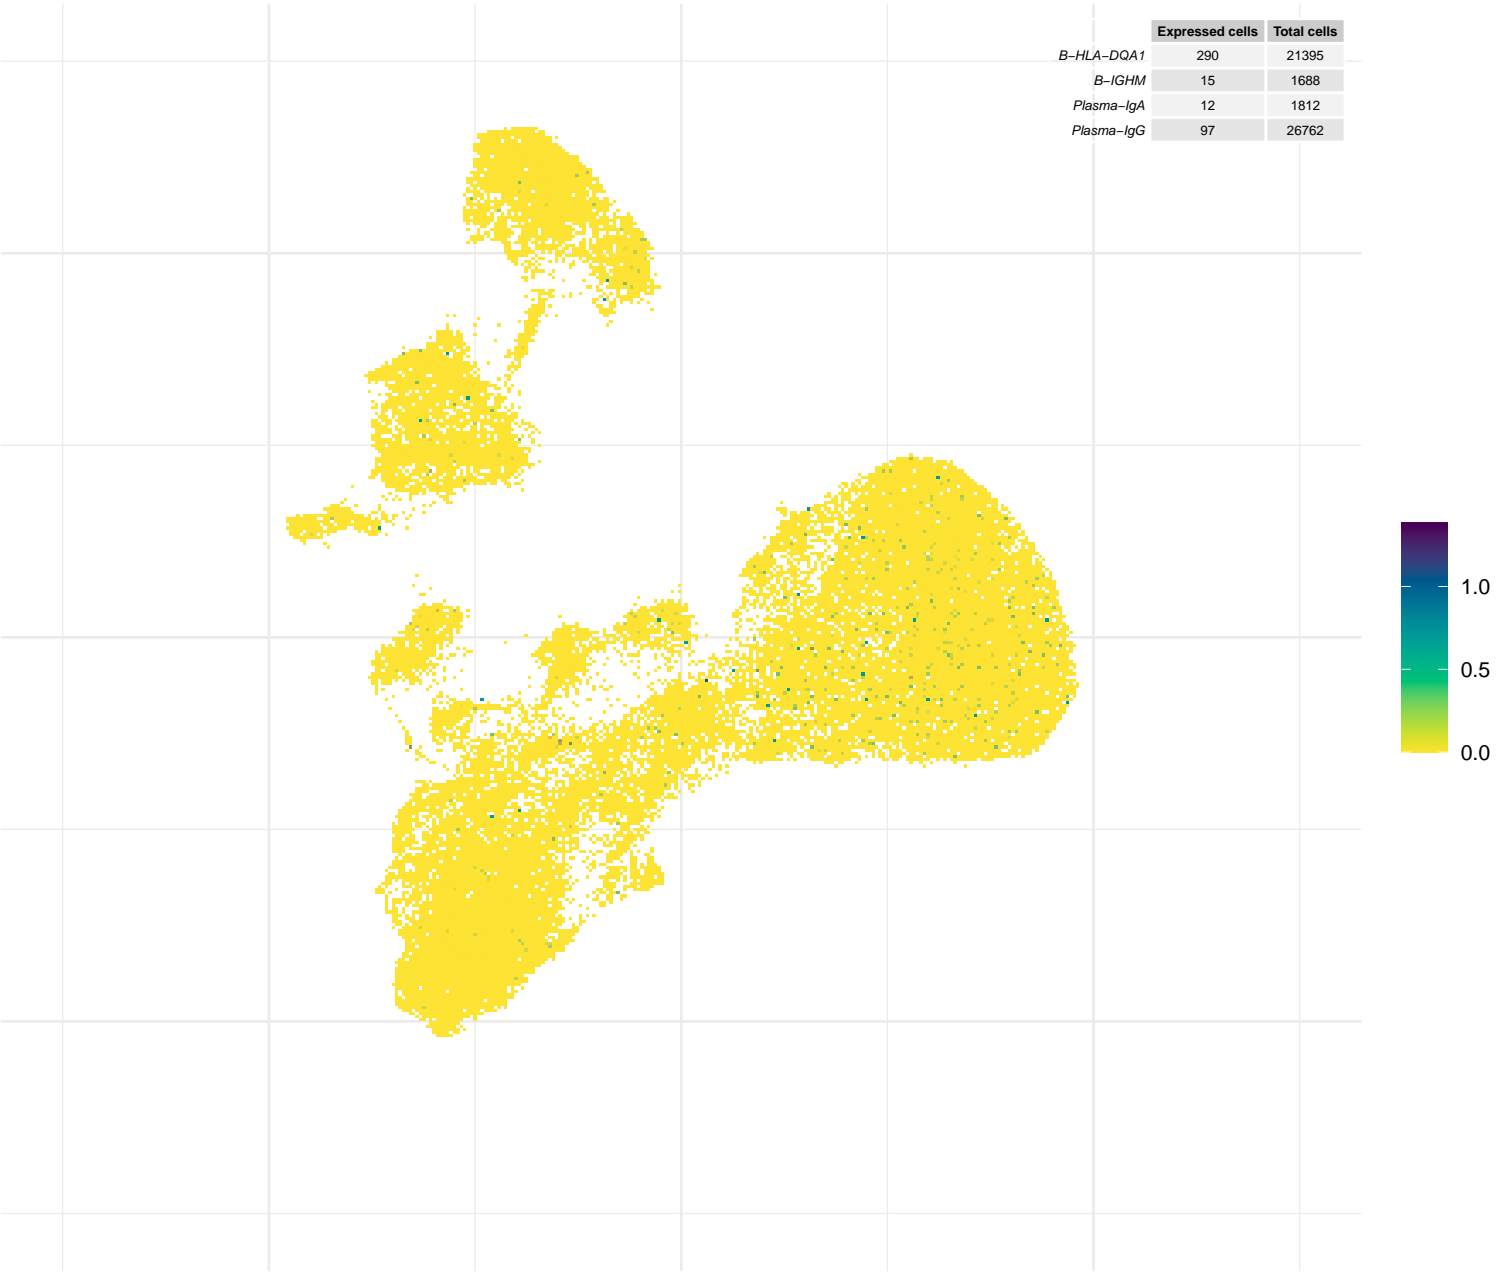 Expressed cells Total cells
B–HLA–DQA1 290 21395
B–IGHM 15 1688
Plasma–IgA 12 1812
Plasma–IgG 97 26762
1.0
0.5
0.0